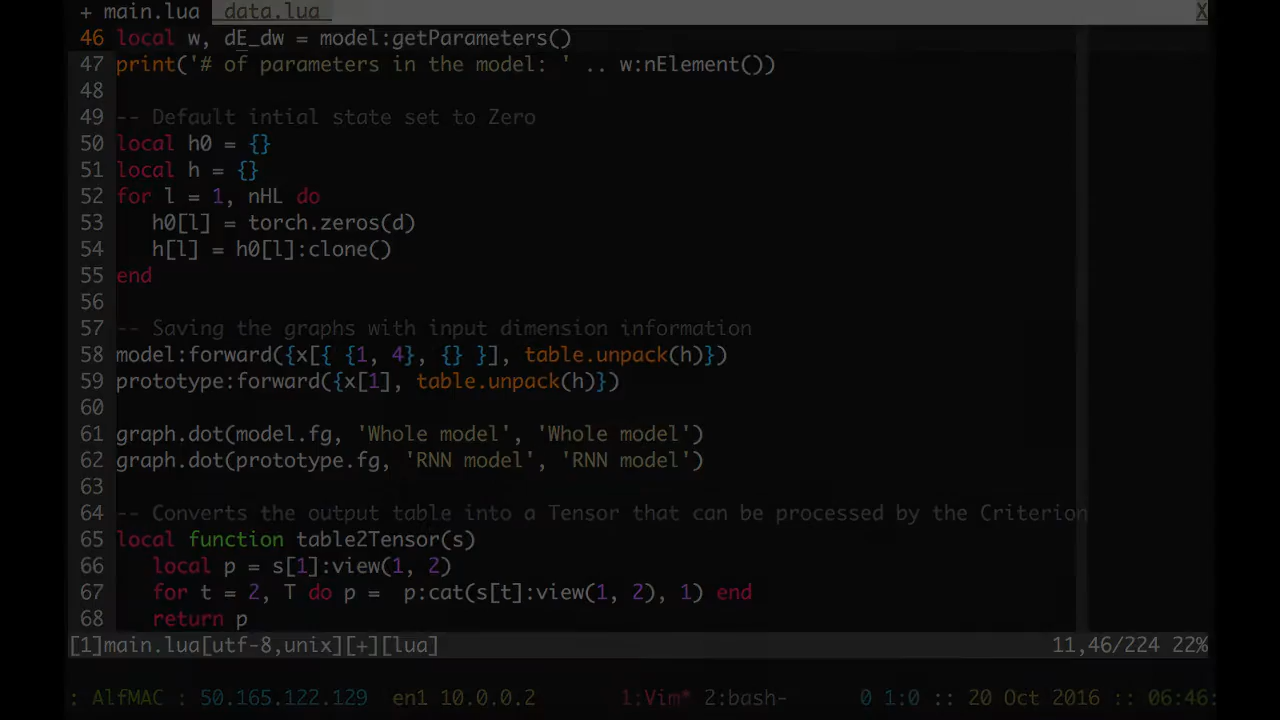 + main.lua  data.lua  X
46 local w, dE_dw = model:getParameters()
47 print('# of parameters in the model: ' .. w:nElement())
48
49 -- Default intial state set to Zero
50 local h0 = {}
51 local h = {}
52 for l = 1, nHL do
53    h0[l] = torch.zeros(d)
54    h[l] = h0[l]:clone()
55 end
56
57 -- Saving the graphs with input dimension information
58 model:forward({x[{ {1, 4}, {} }], table.unpack(h)})
59 prototype:forward({x[1], table.unpack(h)})
60
61 graph.dot(model.fg, 'Whole model', 'Whole model')
62 graph.dot(prototype.fg, 'RNN model', 'RNN model')
63
64 -- Converts the output table into a Tensor that can be processed by the Criterion
65 local function table2Tensor(s)
66    local p = s[1]:view(1, 2)
67    for t = 2, T do p =  p:cat(s[t]:view(1, 2), 1) end
68    return p
[1]main.lua[utf-8,unix][+][lua] 11,46/224 22%
: AlfMAC : 50.165.122.129  en1 10.0.0.2 1:Vim* 2:bash- 0 1:0 :: 20 Oct 2016 :: 06:46: